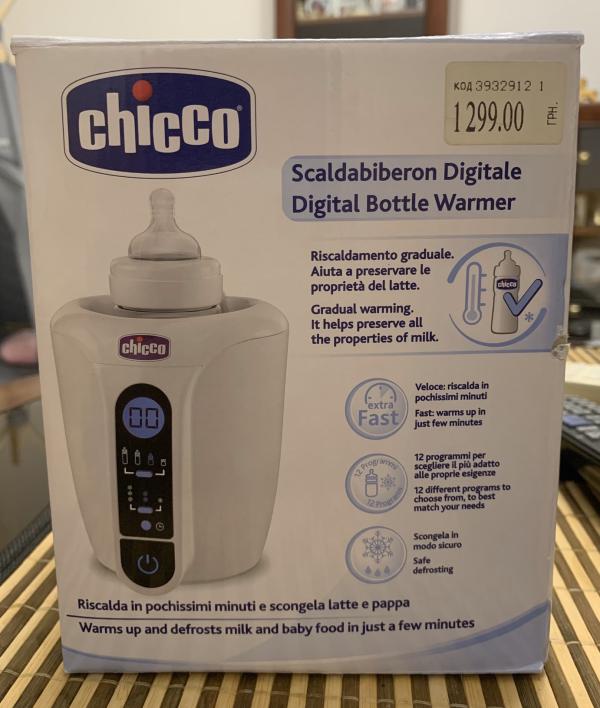 chicco
код 3932912 1
1299.00 ГРН.
Scaldabiberon Digitale
Digital Bottle Warmer
Riscaldamento graduale.
Aiuta a preservare le
proprietà del latte.
Gradual warming.
It helps preserve all
the properties of milk.
chicco
chicco
00
extra
Fast
Veloce: riscalda in
pochissimi minuti
Fast: warms up in
just few minutes
12 Programmi
12 Programs
12 programmi per
scegliere il più adatto
alle proprie esigenze
12 different programs to
choose from, to best
match your needs
Scongela in
modo sicuro
Safe
defrosting
Riscalda in pochissimi minuti e scongela latte e pappa
Warms up and defrosts milk and baby food in just a few minutes